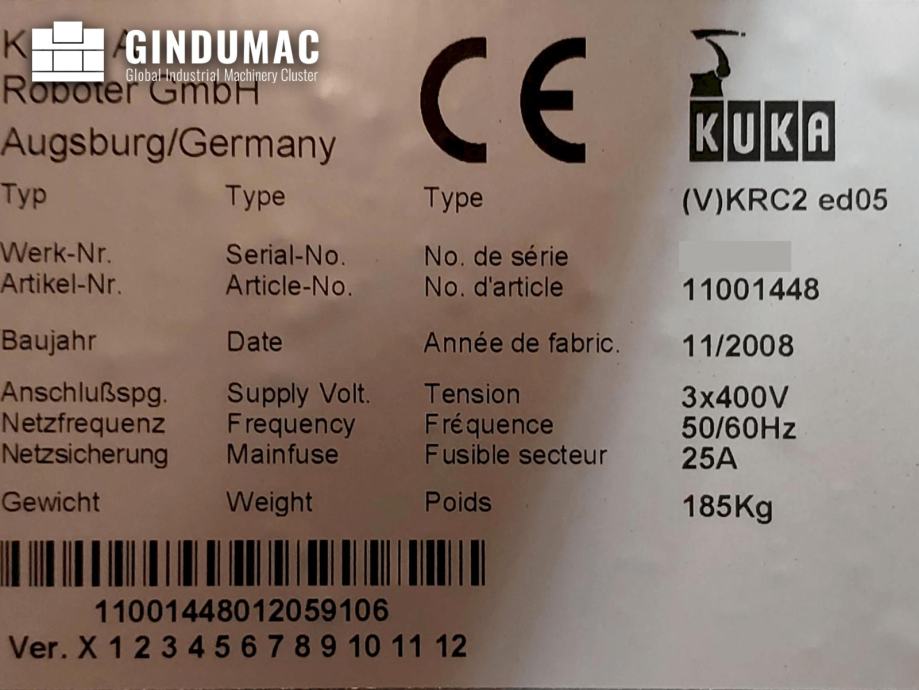 GINDUMAC
Global Industrial Machinery Cluster
Roboter GmbH
Augsburg/Germany
CE
KUKA
Typ Type Type (V)KRC2 ed05
Werk-Nr. Serial-No. No. de série
Artikel-Nr. Article-No. No. d'article 11001448
Baujahr Date Année de fabric. 11/2008
Anschlußspg. Supply Volt. Tension 3x400V
Netzfrequenz Frequency Fréquence 50/60Hz
Netzsicherung Mainfuse Fusible secteur 25A
Gewicht Weight Poids 185Kg
11001448012059106
Ver. X 1 2 3 4 5 6 7 8 9 10 11 12